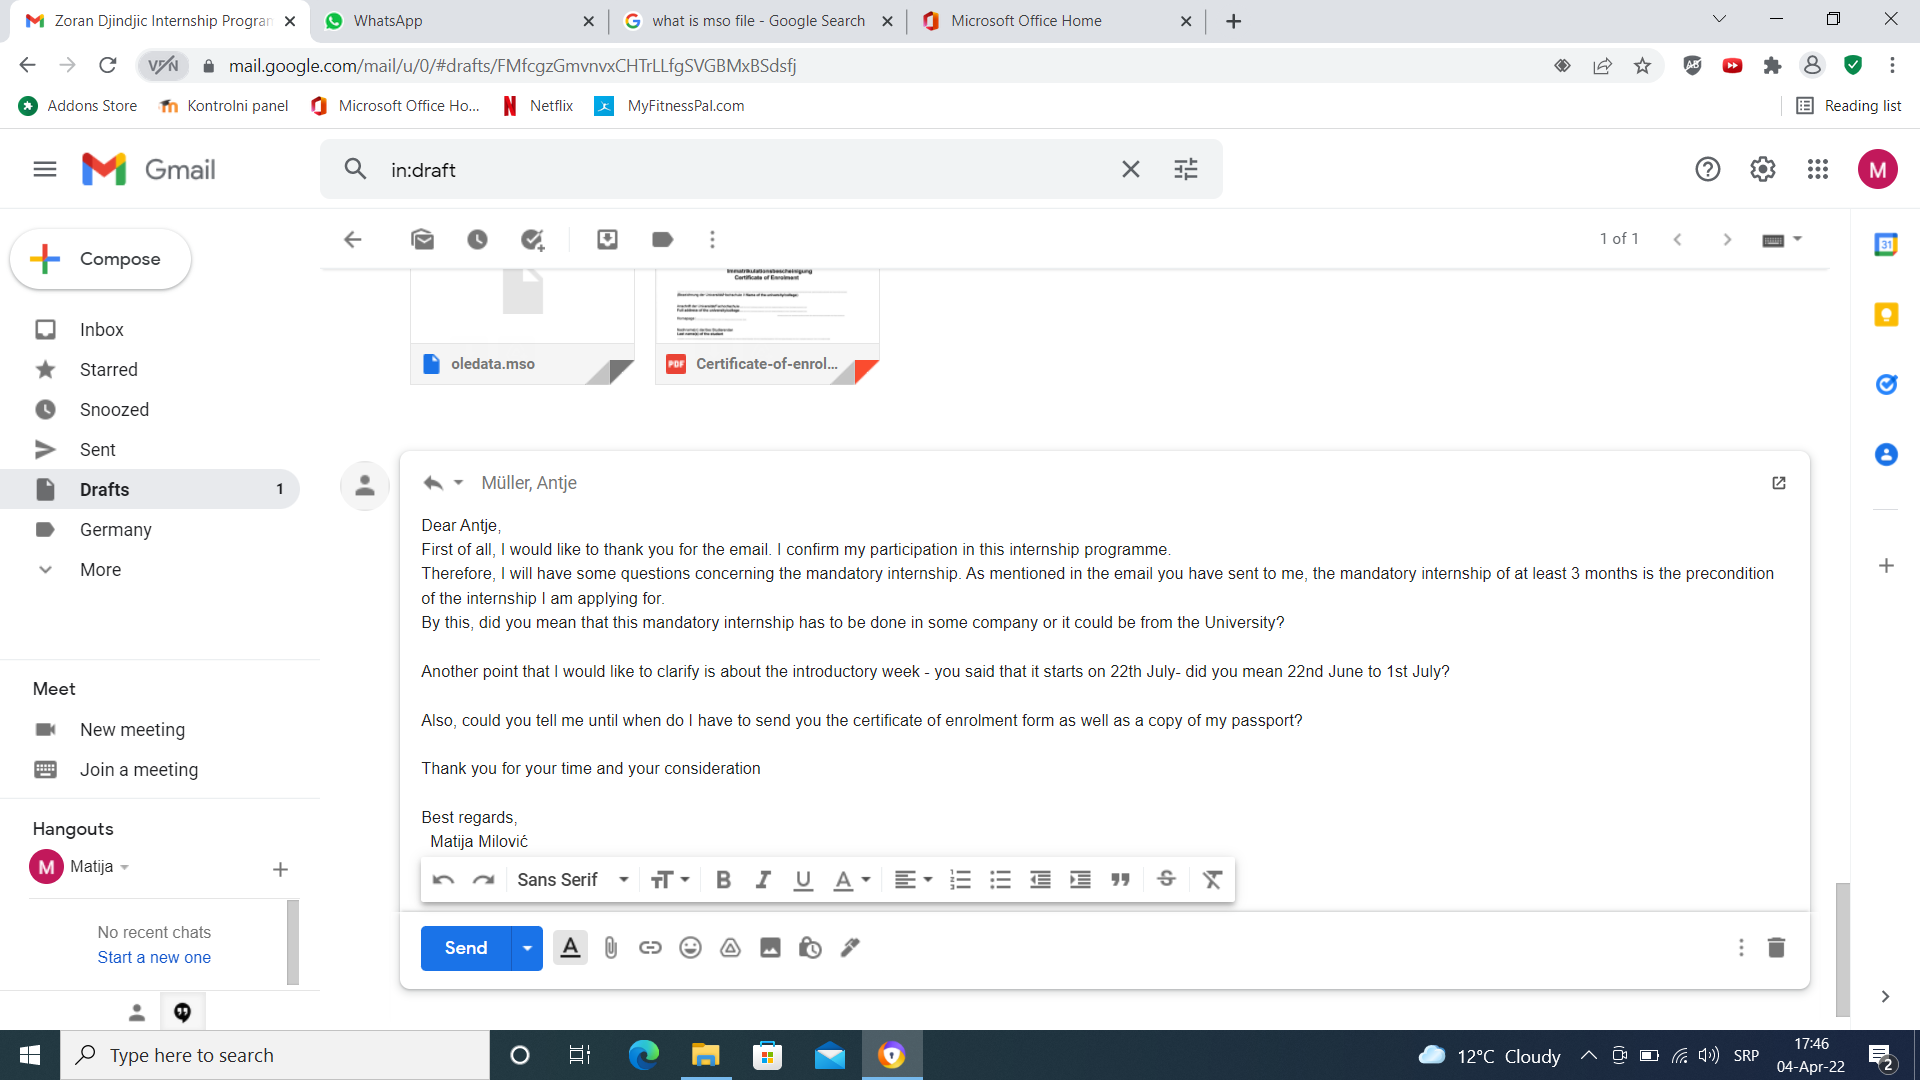 Zoran Djindjic Internship Progran
WhatsApp
what is mso file - Google Search
Microsoft Office Home
VPN
mail.google.com/mail/u/0/#drafts/FMfcgzGmvnvxCHTrLLfgSVGBMxBSdsfj
Addons Store
Kontrolni panel
Microsoft Office Ho...
Netflix
MyFitnessPal.com
Reading list
Gmail
in:draft
M
Compose
1 of 1
31
Inbox
Starred
Snoozed
Sent
Drafts 1
Germany
More
Immatrikulationsbescheinigung
Certificate of Enrolment
oledata.mso
PDF Certificate-of-enrol...
Müller, Antje
Dear Antje,
First of all, I would like to thank you for the email. I confirm my participation in this internship programme.
Therefore, I will have some questions concerning the mandatory internship. As mentioned in the email you have sent to me, the mandatory internship of at least 3 months is the precondition
of the internship I am applying for.
By this, did you mean that this mandatory internship has to be done in some company or it could be from the University?
Another point that I would like to clarify is about the introductory week - you said that it starts on 22th July- did you mean 22nd June to 1st July?
Also, could you tell me until when do I have to send you the certificate of enrolment form as well as a copy of my passport?
Thank you for your time and your consideration
Best regards,
Matija Milović
Meet
New meeting
Join a meeting
Hangouts
M Matija
No recent chats
Start a new one
Sans Serif
Send
Type here to search
12°C Cloudy
SRP
17:46
04-Apr-22
2